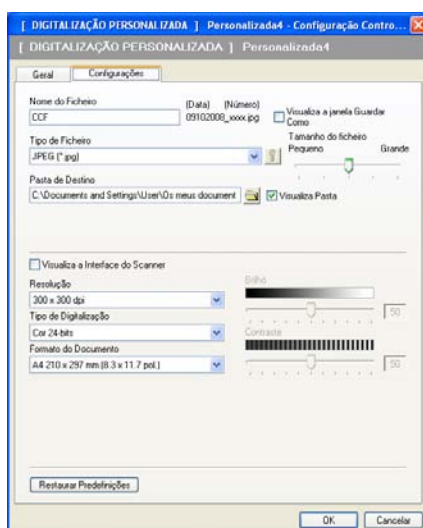 [ DIGITALIZAÇÃO PERSONALIZADA ]   Personalizada4 - Configuração Contro...
[ DIGITALIZAÇÃO PERSONALIZADA ]   Personalizada4
Geral   Configurações
Nome do Ficheiro   (Data)   (Número)
CCF   09102008_xxxx.jpg   Visualiza a janela Guardar Como
Tipo de Ficheiro   Tamanho do ficheiro
Pequeno   Grande
JPEG (*.jpg)
Pasta de Destino
C:\Documents and Settings\User\Os meus document   Visualiza Pasta
Visualiza a Interface do Scanner
Resolução   Brilho
300 x 300 dpi   50
Tipo de Digitalização
Cor 24-bits   Contraste
Formato do Documento
A4 210 x 297 mm (8.3 x 11.7 pol.)   50
Restaurar Predefinições
OK   Cancelar